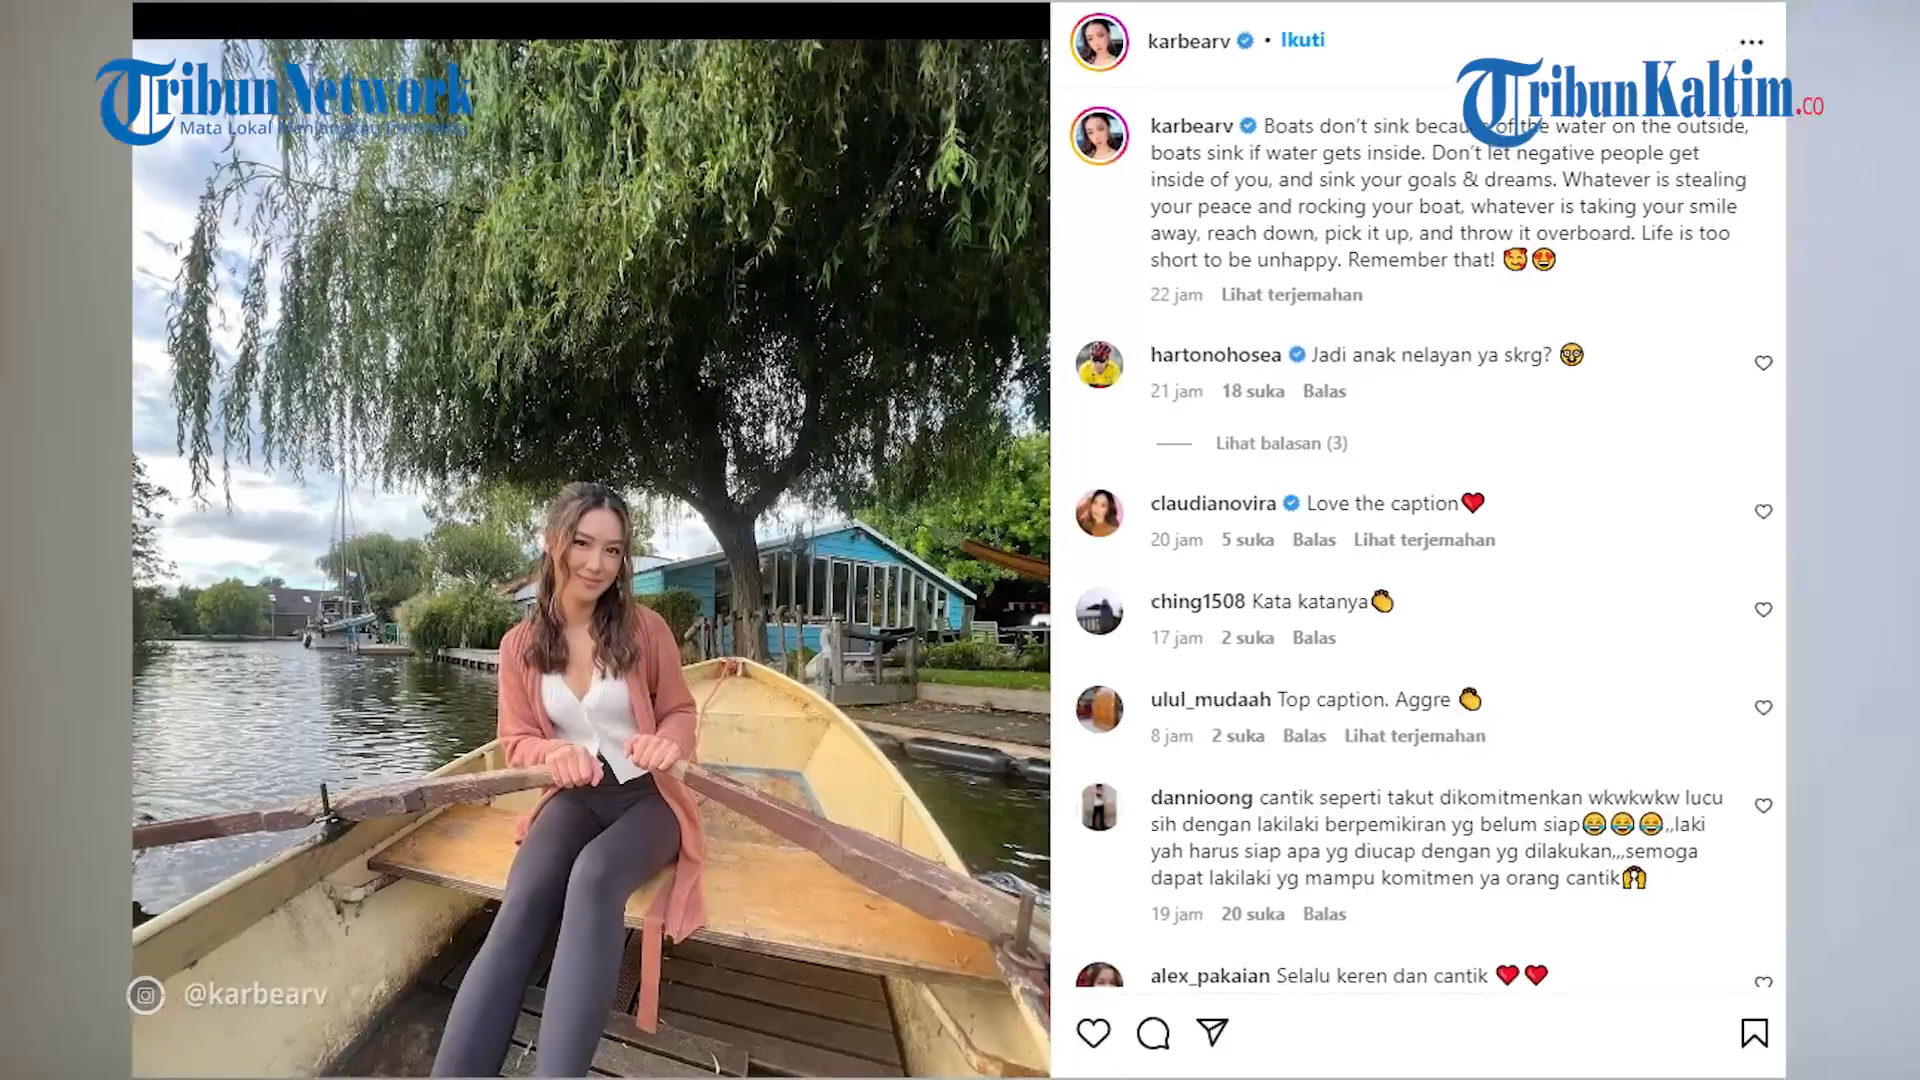 TribunNetwork
Mata Lokal Menjangkau Indonesia
TribunKaltim.co
karbearv • Ikuti
karbearv Boats don't sink because of the water on the outside,
boats sink if water gets inside. Don't let negative people get
inside of you, and sink your goals & dreams. Whatever is stealing
your peace and rocking your boat, whatever is taking your smile
away, reach down, pick it up, and throw it overboard. Life is too
short to be unhappy. Remember that! 🥰😍
22 jam Lihat terjemahan
hartonohosea Jadi anak nelayan ya skrg? 🤓
21 jam 18 suka Balas
Lihat balasan (3)
claudianovira Love the caption❤️
20 jam 5 suka Balas Lihat terjemahan
ching1508 Kata katanya👏
17 jam 2 suka Balas
ulul_mudaah Top caption. Aggre 👏
8 jam 2 suka Balas Lihat terjemahan
dannioong cantik seperti takut dikomitmenkan wkwkwkw lucu
sih dengan lakilaki berpemikiran yg belum siap😂😂😂,,laki
yah harus siap apa yg diucap dengan yg dilakukan,,,semoga
dapat lakilaki yg mampu komitmen ya orang cantik🙌
19 jam 20 suka Balas
alex_pakaian Selalu keren dan cantik ❤️❤️
@karbearv